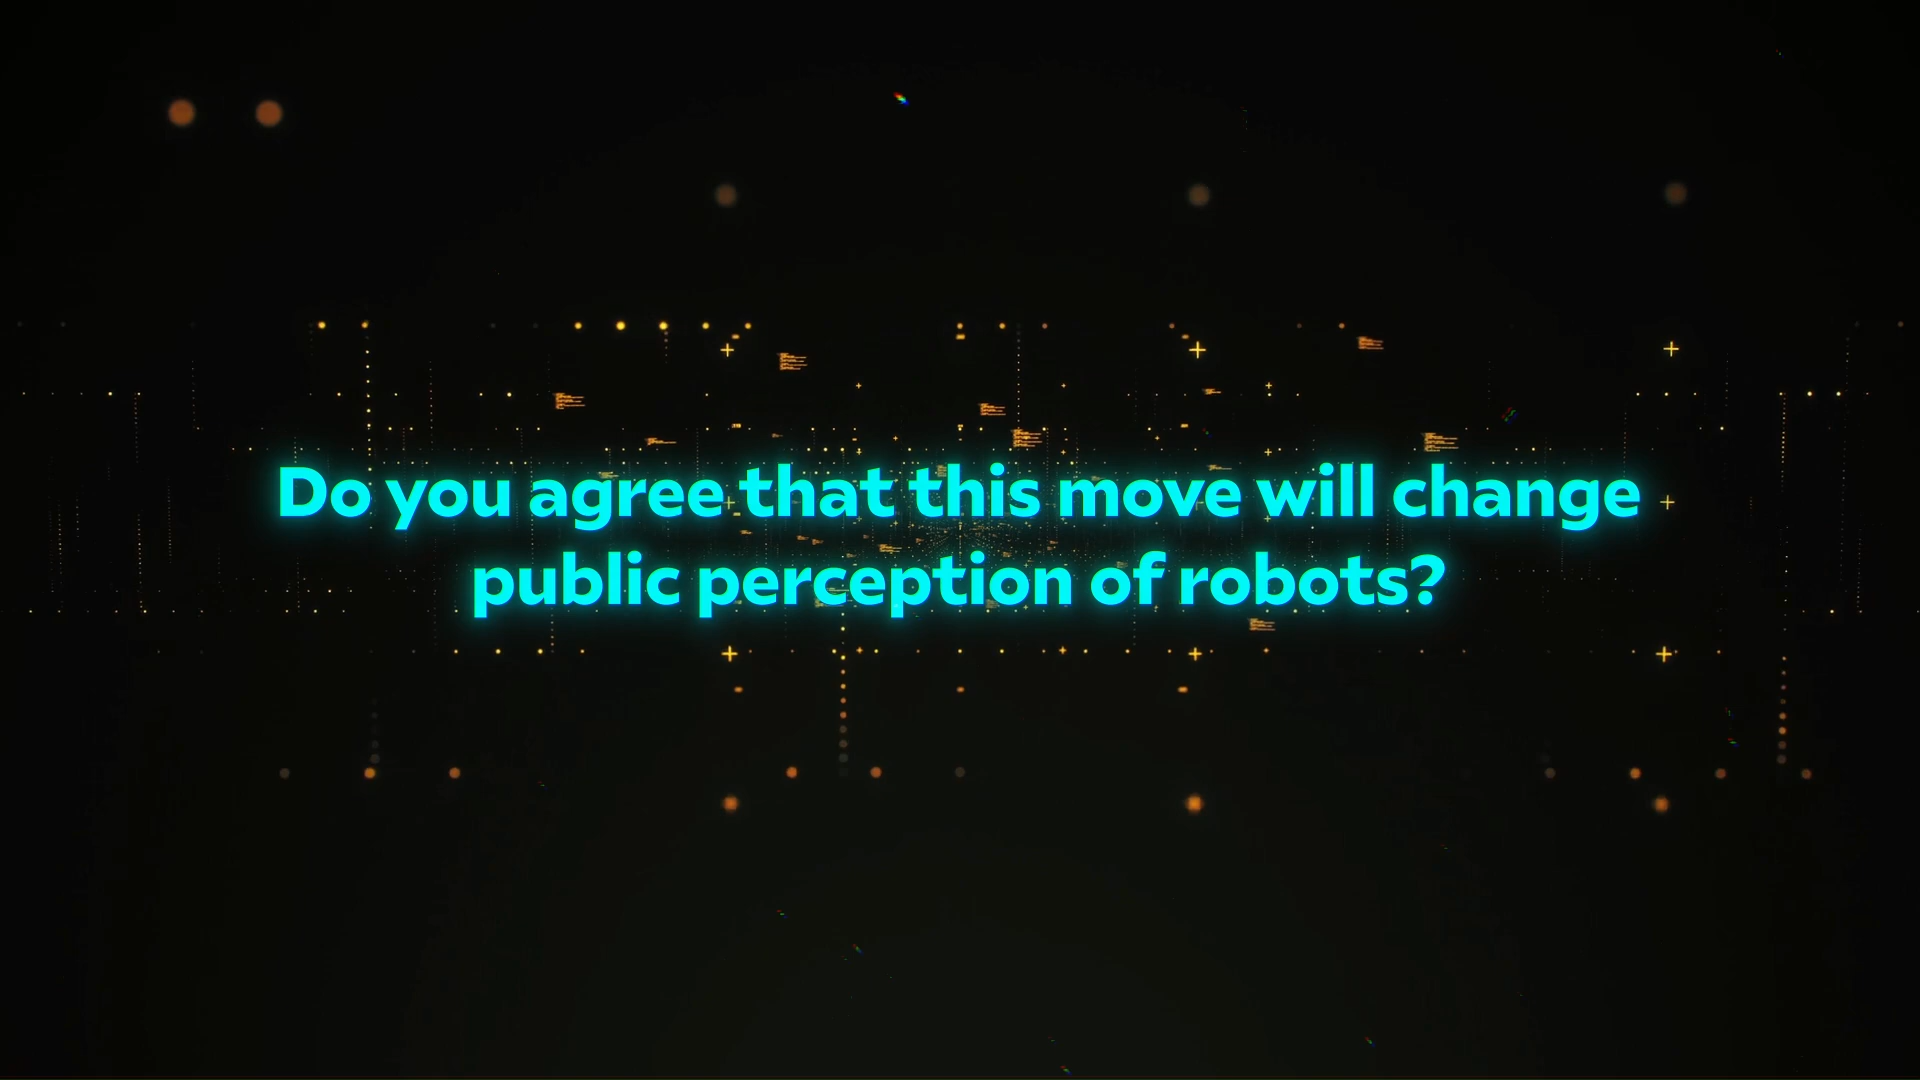 Do you agree that this move will change
public perception of robots?